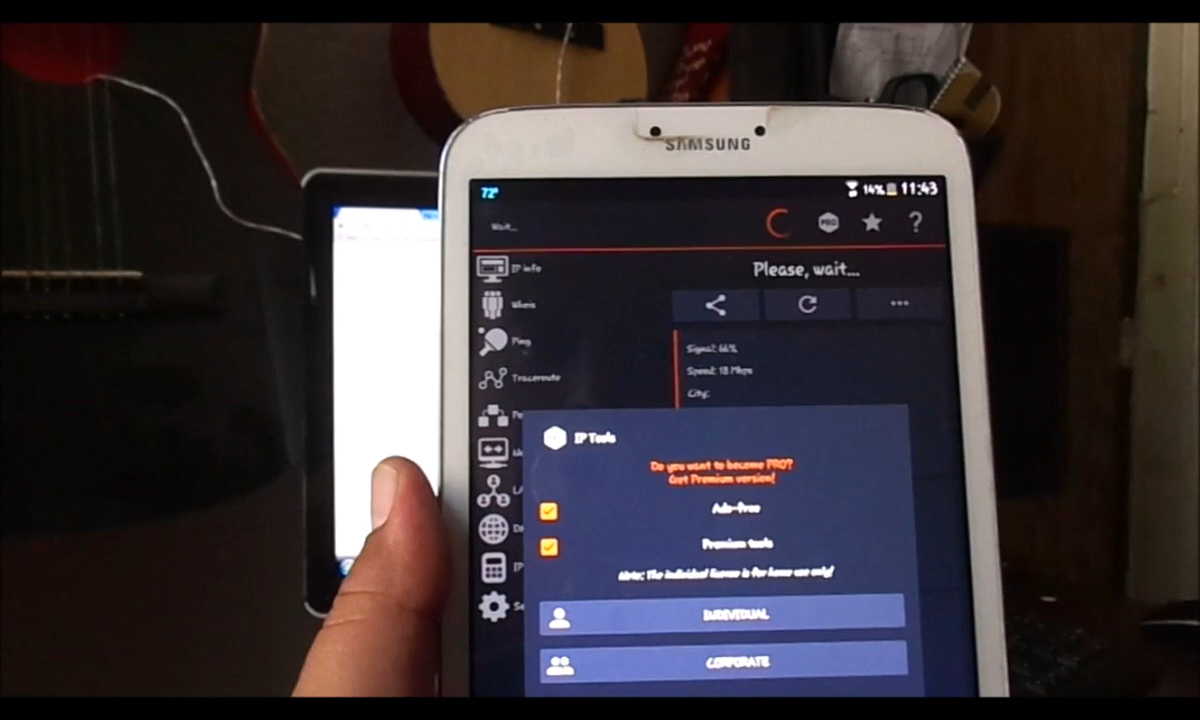 SAMSUNG
72°
14% 11:43
Wait...
PRO
?
IP info
Please, wait...
Whois
Ping
Signal: 66%
Traceroute
Speed: 18 Mbps
City:
IP Tools
Do you want to become PRO?
Get Premium version!
Ads-free
Premium tools
Note: The individual license is for home use only!
INDIVIDUAL
CORPORATE